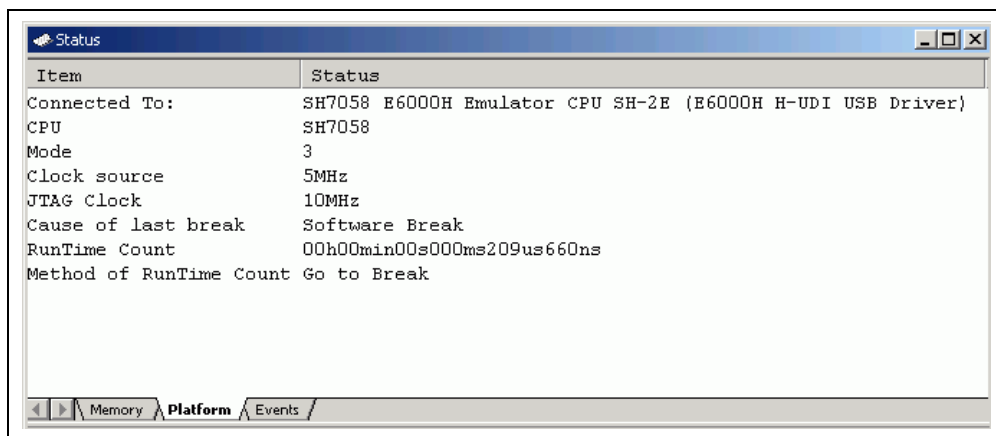 Status
Item Status
Connected To: SH7058 E6000H Emulator CPU SH-2E (E6000H H-UDI USB Driver)
CPU SH7058
Mode 3
Clock source 5MHz
JTAG Clock 10MHz
Cause of last break Software Break
RunTime Count 00h00min00s000ms209us660ns
Method of RunTime Count Go to Break
Memory Platform Events